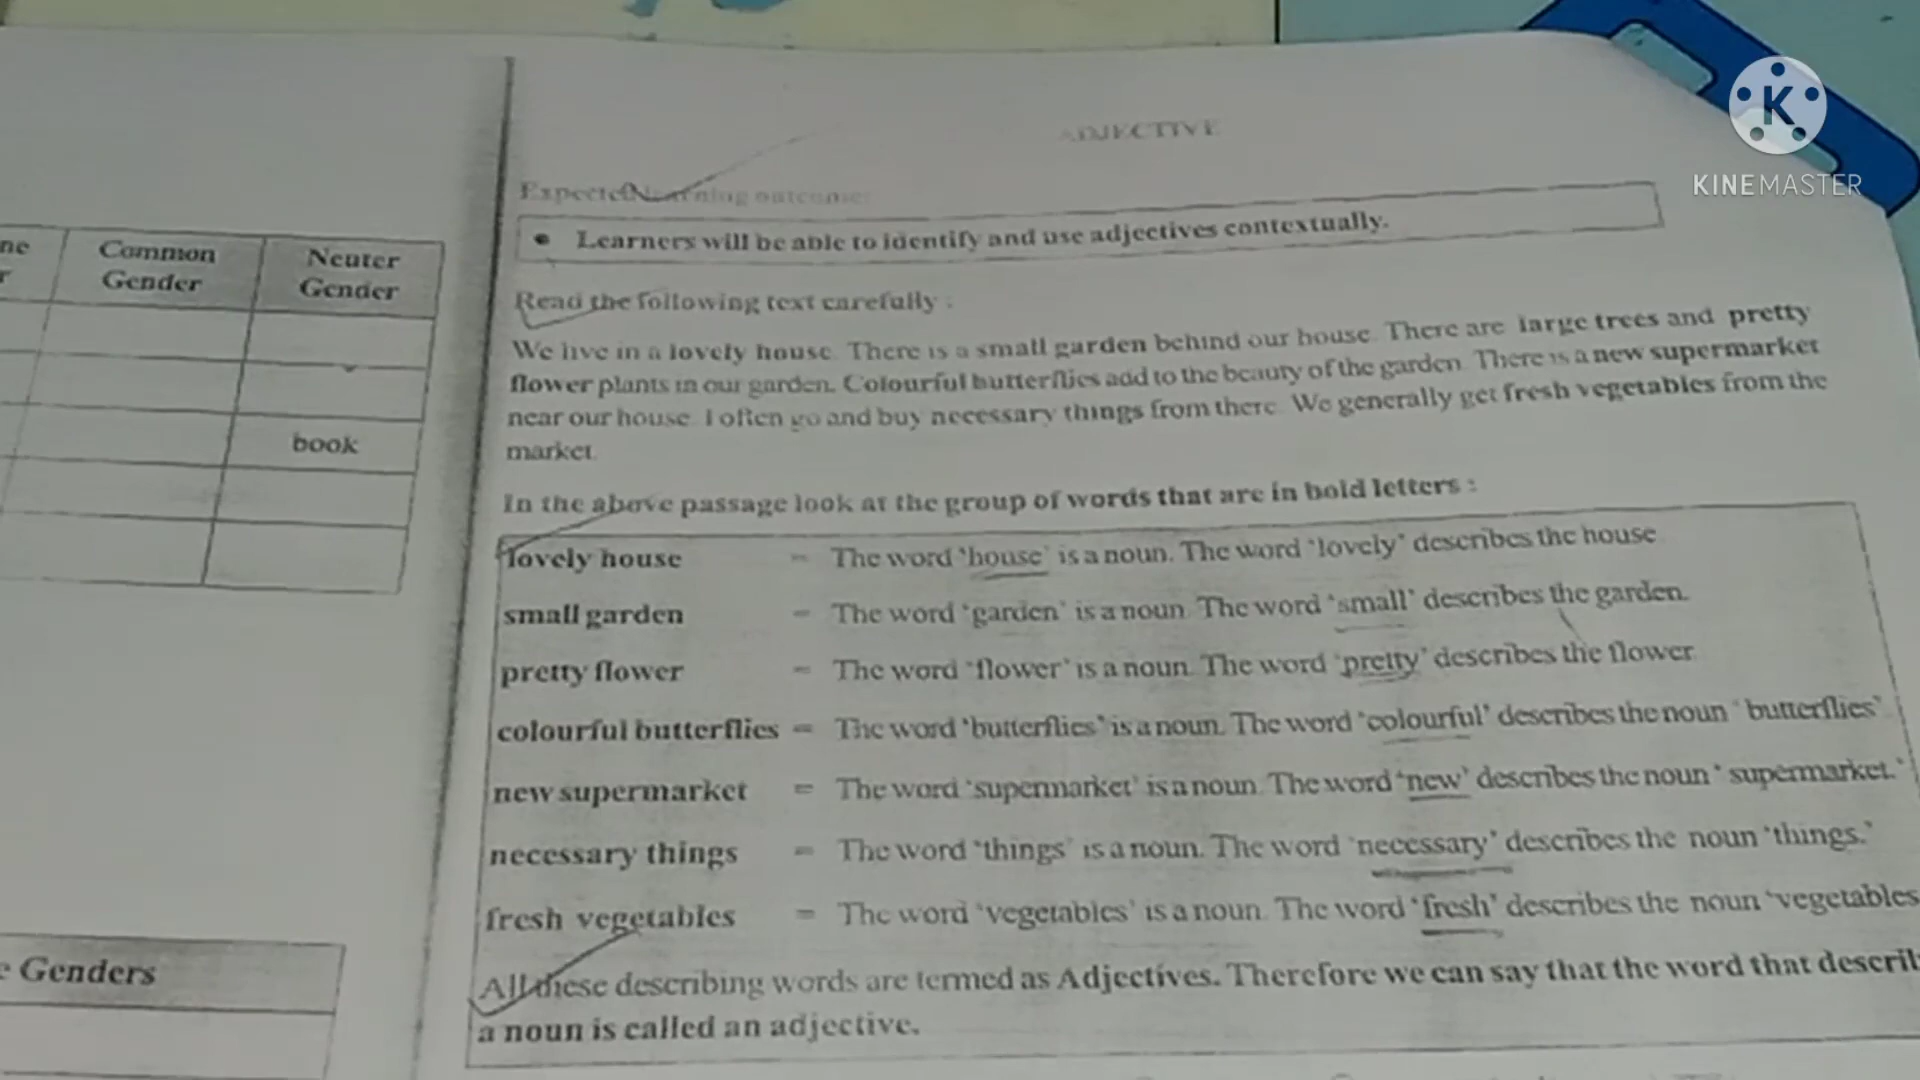 ne
r
Common
Gender
Neuter
Gender
book
Genders
ADJECTIVE
Expected learning outcome:
• Learners will be able to identify and use adjectives contextually.
Read the following text carefully :
We live in a lovely house. There is a small garden behind our house. There are large trees and pretty
flower plants in our garden. Colourful butterflies add to the beauty of the garden. There is a new supermarket
near our house. I often go and buy necessary things from there. We generally get fresh vegetables from the
market.
In the above passage look at the group of words that are in bold letters :
lovely house = The word 'house' is a noun. The word 'lovely' describes the house
small garden = The word 'garden' is a noun. The word 'small' describes the garden.
pretty flower = The word 'flower' is a noun. The word 'pretty' describes the flower.
colourful butterflies = The word 'butterflies' is a noun. The word 'colourful' describes the noun 'butterflies'
new supermarket = The word 'supermarket' is a noun. The word 'new' describes the noun 'supermarket.'
necessary things = The word 'things' is a noun. The word 'necessary' describes the noun 'things.'
fresh vegetables = The word 'vegetables' is a noun. The word 'fresh' describes the noun 'vegetables
All these describing words are termed as Adjectives. Therefore we can say that the word that describ
a noun is called an adjective.
K
KINEMASTER